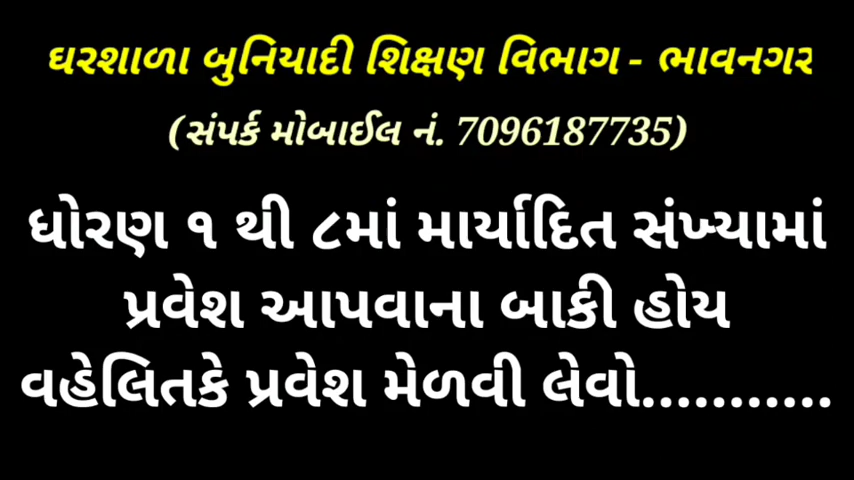 ઘરશાળા બુનિયાદી શિક્ષણ વિભાગ - ભાવનગર
(સંપર્ક મોબાઈલ નં. 7096187735)
ધોરણ ૧ થી ૮માં માર્યાદિત સંખ્યામાં
પ્રવેશ આપવાના બાકી હોય
વહેલિતકે પ્રવેશ મેળવી લેવો...........